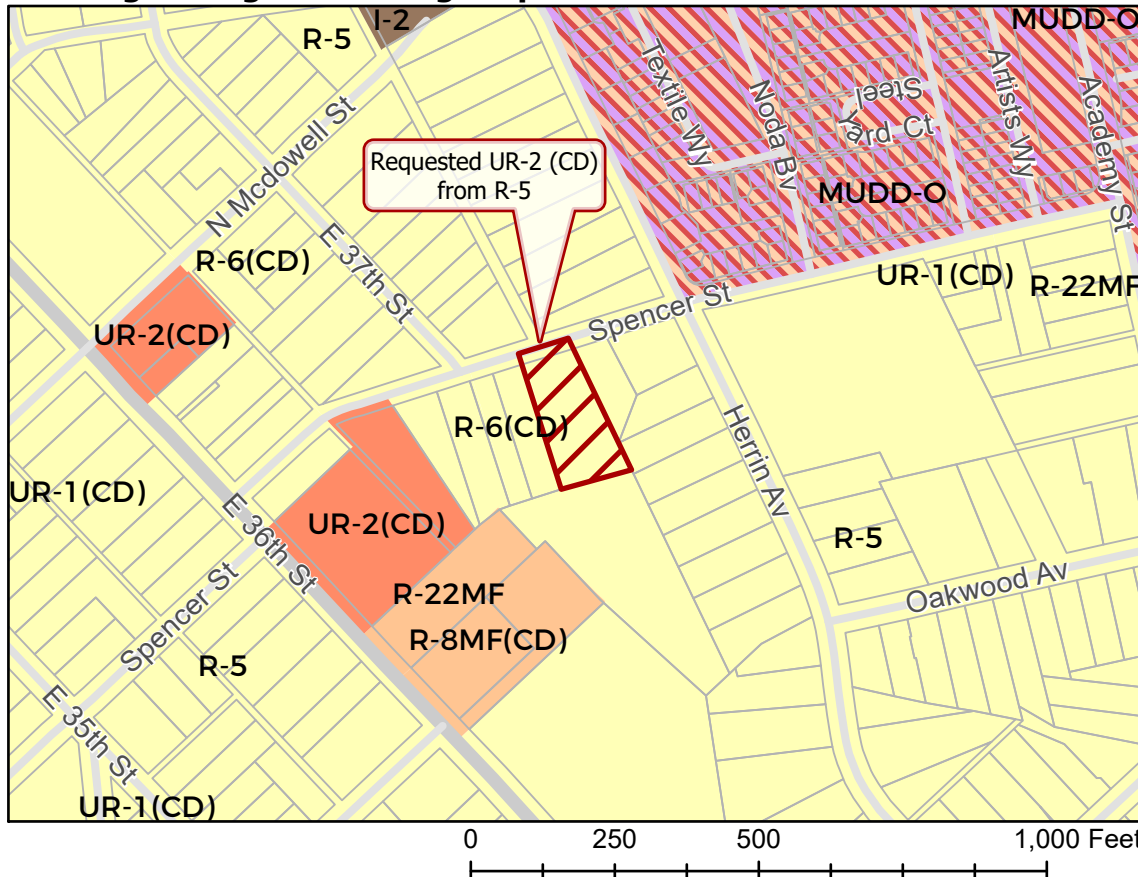 I-2
R-5
MUDD-O
Textile Wy
Noda Bv
Steel
Yard Ct
Artists Wy
Academy St
N Mcdowell St
Requested UR-2 (CD)
from R-5
MUDD-O
E 37th St
R-6(CD)
UR-1(CD)
R-22MF
Spencer St
UR-2(CD)
R-6(CD)
Herrin Av
UR-1(CD)
UR-2(CD)
E 36th St
R-5
R-22MF
Oakwood Av
R-8MF(CD)
Spencer St
R-5
E 35th St
UR-1(CD)
0 250 500 1,000 Feet